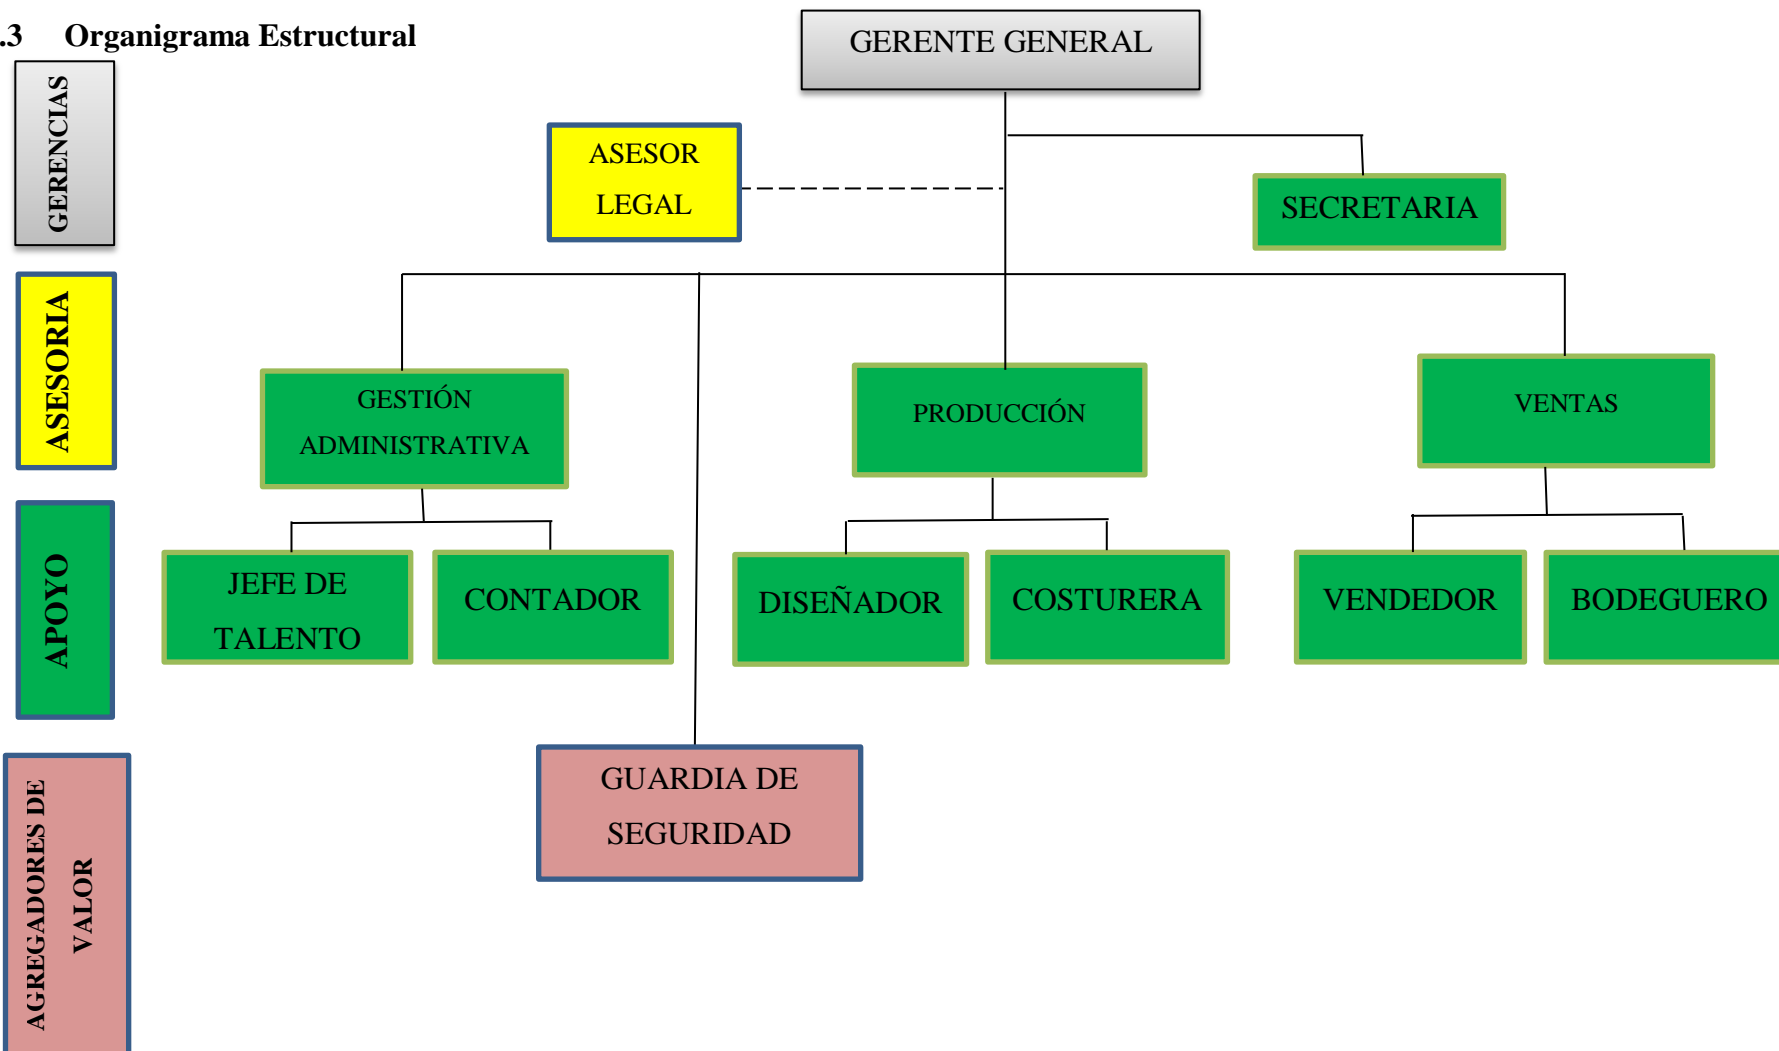 .3 Organigrama Estructural
GERENTE GENERAL
GERENCIAS
ASESOR
LEGAL
SECRETARIA
ASESORIA
GESTIÓN
ADMINISTRATIVA
PRODUCCIÓN
VENTAS
APOYO
JEFE DE
TALENTO
CONTADOR
DISEÑADOR
COSTURERA
VENDEDOR
BODEGUERO
AGREGADORES DE
VALOR
GUARDIA DE
SEGURIDAD